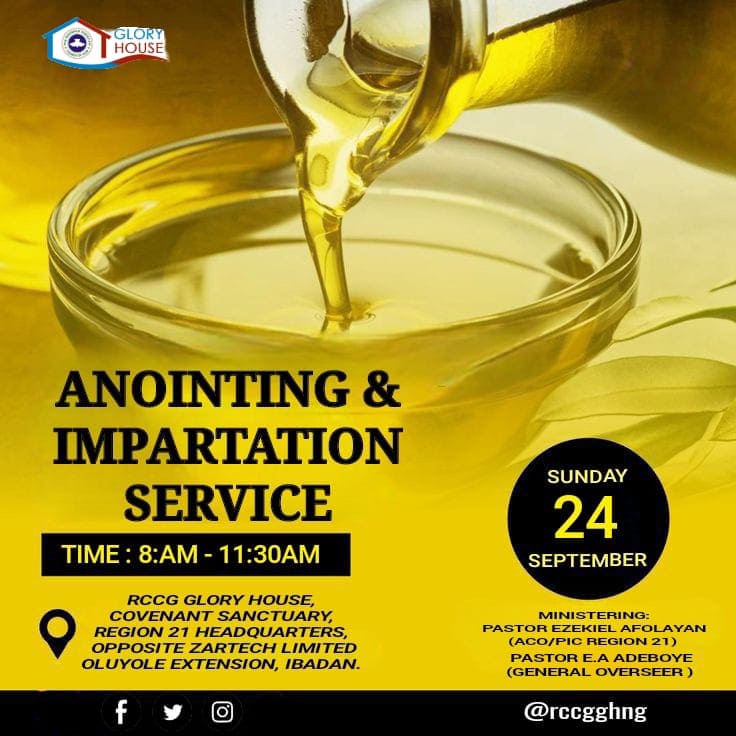 GLORY
HOUSE
ANOINTING &
IMPARTATION
SERVICE
TIME : 8:AM - 11:30AM
SUNDAY
24
SEPTEMBER
RCCG GLORY HOUSE,
COVENANT SANCTUARY,
REGION 21 HEADQUARTERS,
OPPOSITE ZARTECH LIMITED
OLUYOLE EXTENSION, IBADAN.
MINISTERING:
PASTOR EZEKIEL AFOLAYAN
(ACO/PIC REGION 21)
PASTOR E.A ADEBOYE
(GENERAL OVERSEER )
@rccgghng